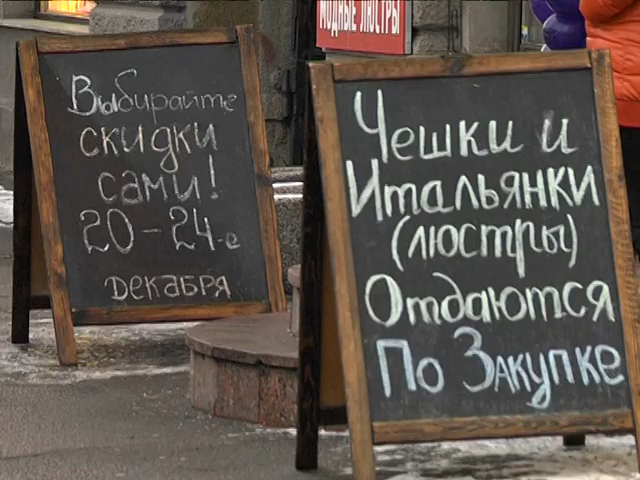 МОДНЫЕ ЛЮСТРЫ
Выбирайте
скидки
сами!
20-24-е
декабря
Чешки и
Итальянки
(люстры)
Отдаются
По Закупке